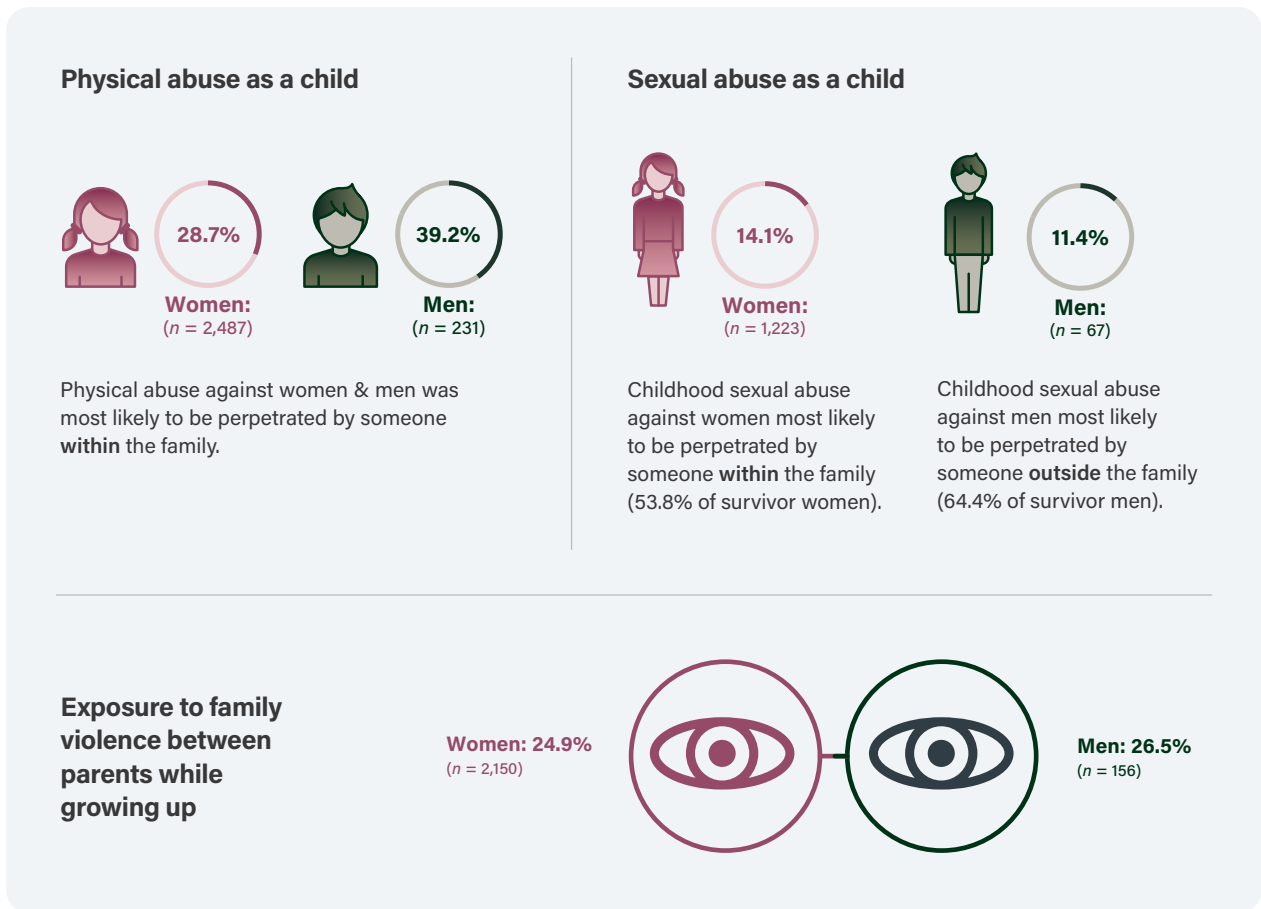 Physical abuse as a child
28.7%
Women:
(n = 2,487)
39.2%
Men:
(n = 231)
Physical abuse against women & men was
most likely to be perpetrated by someone
within the family.
Sexual abuse as a child
14.1%
Women:
(n = 1,223)
11.4%
Men:
(n = 67)
Childhood sexual abuse
against women most likely
to be perpetrated by
someone within the family
(53.8% of survivor women).
Childhood sexual abuse
against men most likely
to be perpetrated by
someone outside the family
(64.4% of survivor men).
Exposure to family
violence between
parents while
growing up
Women: 24.9%
(n = 2,150)
Men: 26.5%
(n = 156)